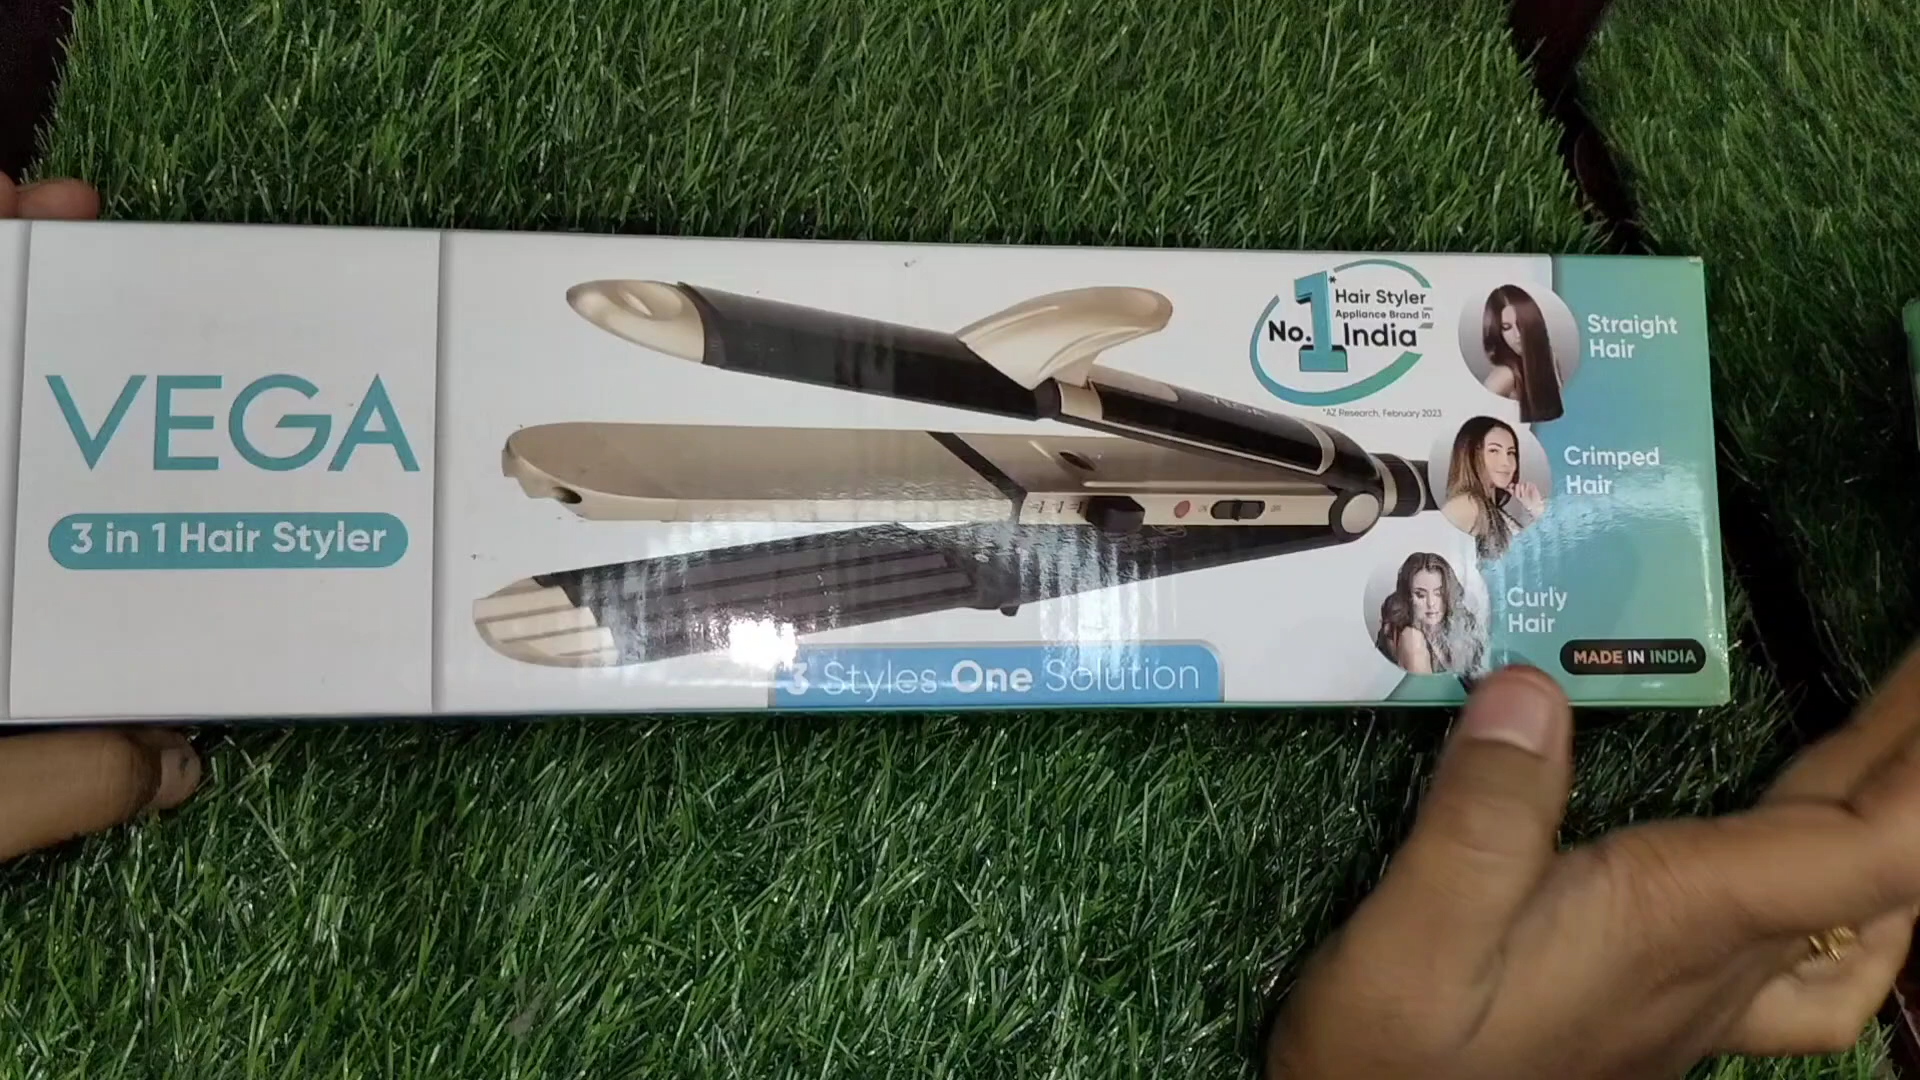 VEGA
3 in 1 Hair Styler
VEGA
No.1*
Hair Styler
Appliance Brand in
India
*AZ Research, February 2023
Straight
Hair
Crimped
Hair
Curly
Hair
3 Styles One Solution
MADE IN INDIA